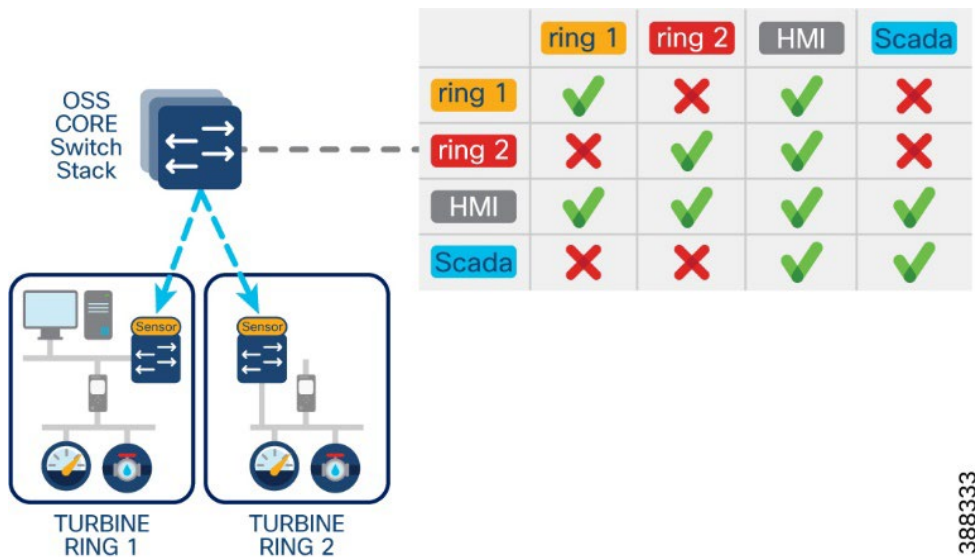 OSS
CORE
Switch
Stack
ring 1 ring 2 HMI Scada
ring 1
ring 2
HMI
Scada
Sensor
Sensor
TURBINE
RING 1
TURBINE
RING 2
388333